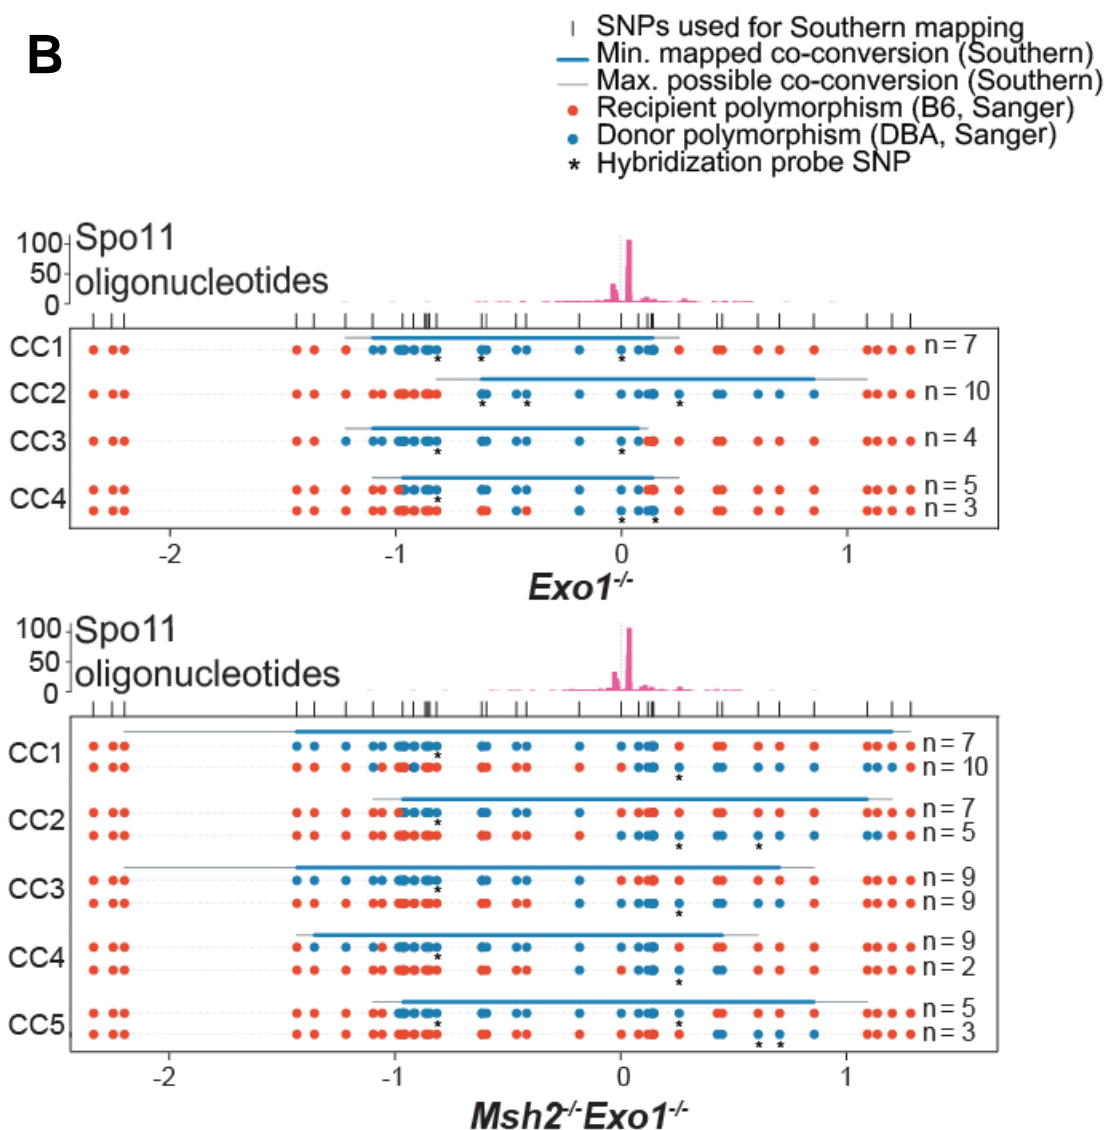 B
SNPs used for Southern mapping
Min. mapped co-conversion (Southern)
Max. possible co-conversion (Southern)
Recipient polymorphism (B6, Sanger)
Donor polymorphism (DBA, Sanger)
* Hybridization probe SNP
100 Spo11
50 oligonucleotides
0
CC1 n = 7
* * *
CC2 n = 10
* * *
CC3 n = 4
* *
CC4 n = 5
*
n = 3
* *
-2 -1 0 1
Exo1-/-
100 Spo11
50 oligonucleotides
0
CC1 n = 7
*
n = 10
*
CC2 n = 7
*
n = 5
* *
CC3 n = 9
*
n = 9
*
CC4 n = 9
*
n = 2
*
CC5 n = 5
* *
n = 3
* *
-2 -1 0 1
Msh2-/-Exo1-/-